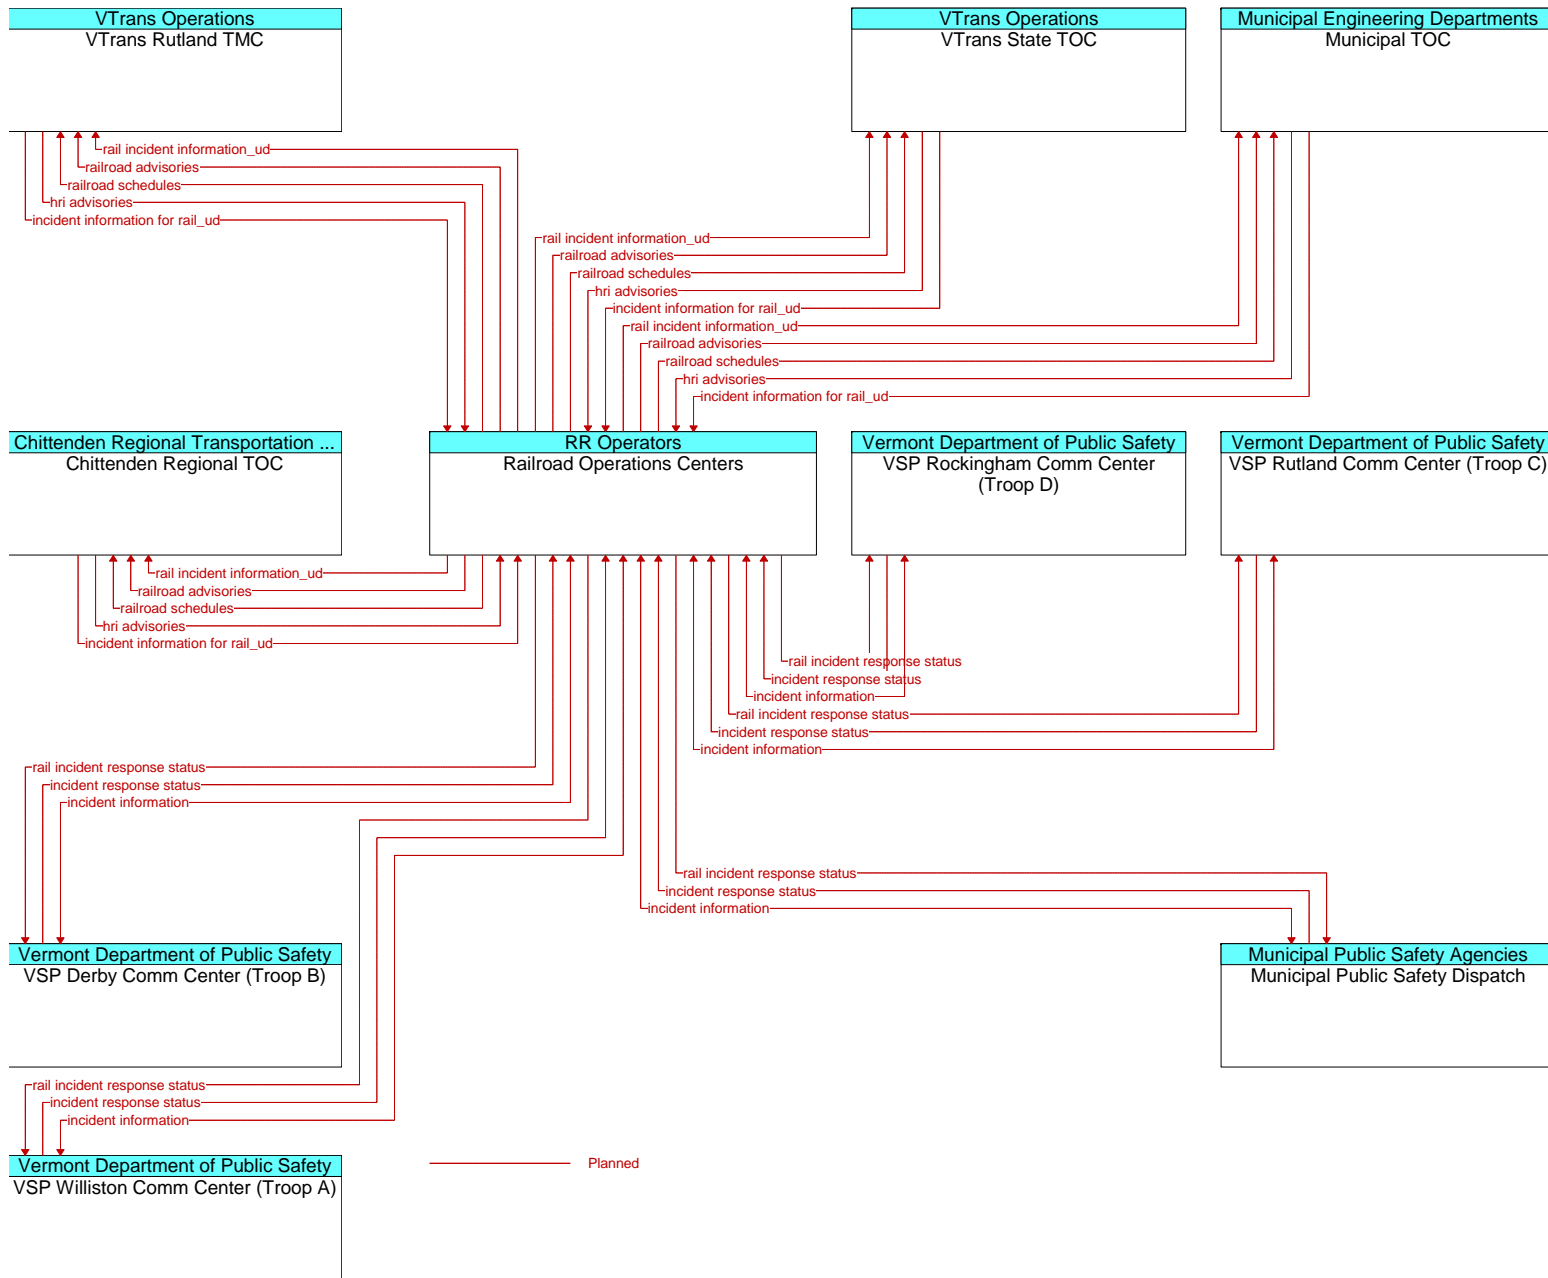 VTrans Operations
VTrans Rutland TMC
VTrans Operations
VTrans State TOC
Municipal Engineering Departments
Municipal TOC
rail incident information_ud
railroad advisories
railroad schedules
hri advisories
incident information for rail_ud
rail incident information_ud
railroad advisories
railroad schedules
hri advisories
incident information for rail_ud
rail incident information_ud
railroad advisories
railroad schedules
hri advisories
incident information for rail_ud
Chittenden Regional Transportation ...
Chittenden Regional TOC
RR Operators
Railroad Operations Centers
Vermont Department of Public Safety
VSP Rockingham Comm Center
(Troop D)
Vermont Department of Public Safety
VSP Rutland Comm Center (Troop C)
rail incident information_ud
railroad advisories
railroad schedules
hri advisories
incident information for rail_ud
rail incident response status
incident response status
incident information
rail incident response status
incident response status
incident information
rail incident response status
incident response status
incident information
rail incident response status
incident response status
incident information
Vermont Department of Public Safety
VSP Derby Comm Center (Troop B)
Municipal Public Safety Agencies
Municipal Public Safety Dispatch
rail incident response status
incident response status
incident information
Vermont Department of Public Safety
VSP Williston Comm Center (Troop A)
Planned